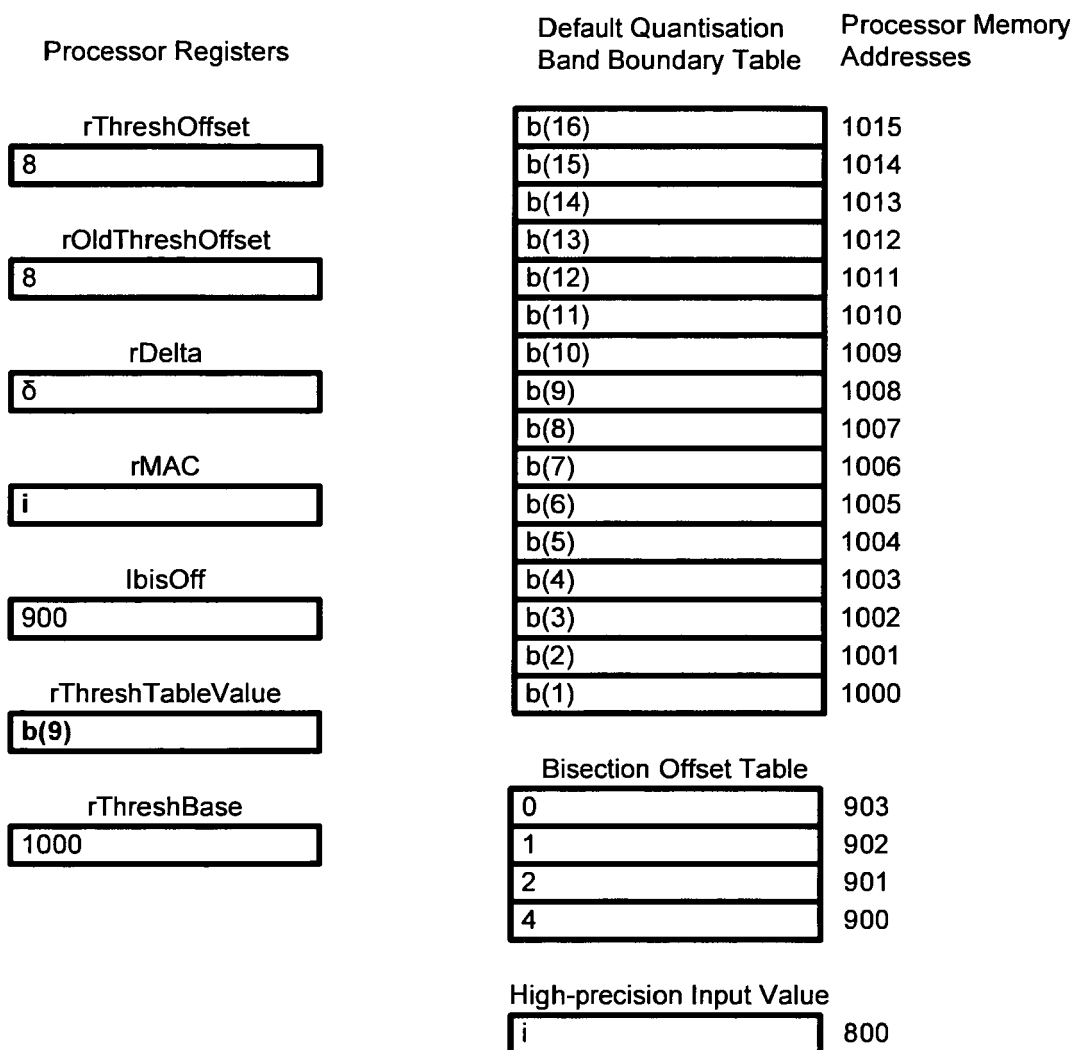 Processor Registers
rThreshOffset
8
rOldThreshOffset
8
rDelta
δ
rMAC
i
IbisOff
900
rThreshTableValue
b(9)
rThreshBase
1000
Default Quantisation
Band Boundary Table
Processor Memory
Addresses
b(16) 1015
b(15) 1014
b(14) 1013
b(13) 1012
b(12) 1011
b(11) 1010
b(10) 1009
b(9) 1008
b(8) 1007
b(7) 1006
b(6) 1005
b(5) 1004
b(4) 1003
b(3) 1002
b(2) 1001
b(1) 1000
Bisection Offset Table
0 903
1 902
2 901
4 900
High-precision Input Value
i 800